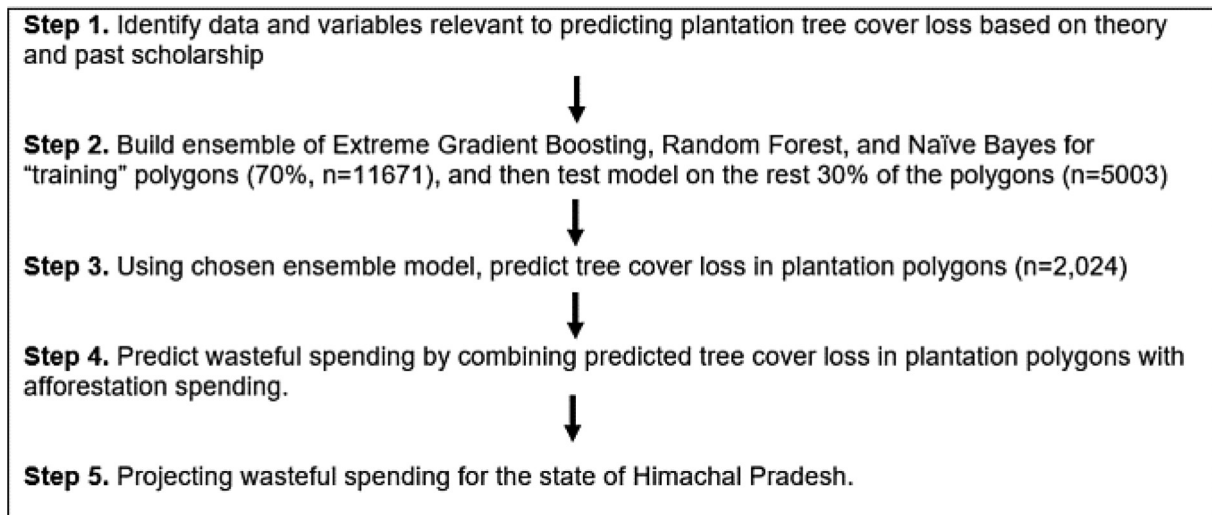 Step 1. Identify data and variables relevant to predicting plantation tree cover loss based on theory
and past scholarship
Step 2. Build ensemble of Extreme Gradient Boosting, Random Forest, and Naïve Bayes for
“training” polygons (70%, n=11671), and then test model on the rest 30% of the polygons (n=5003)
Step 3. Using chosen ensemble model, predict tree cover loss in plantation polygons (n=2,024)
Step 4. Predict wasteful spending by combining predicted tree cover loss in plantation polygons with
afforestation spending.
Step 5. Projecting wasteful spending for the state of Himachal Pradesh.